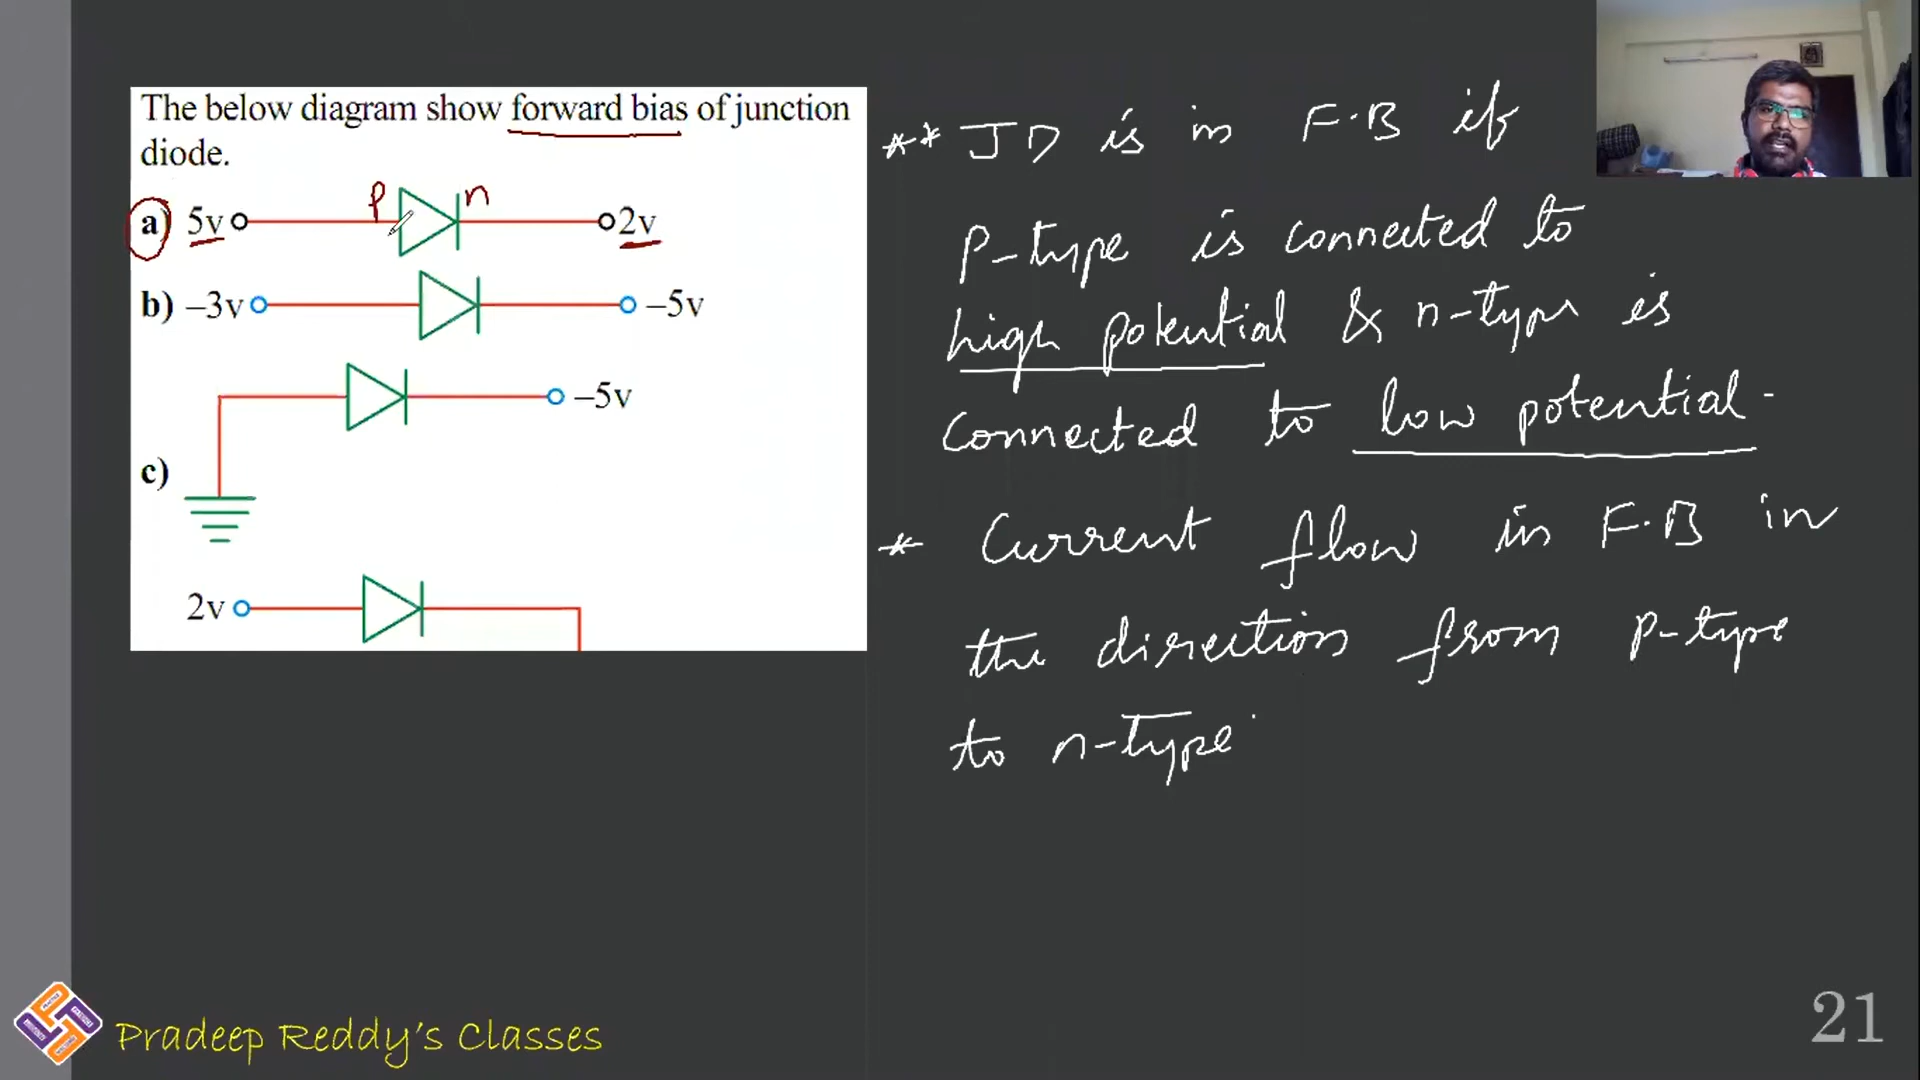 The below diagram show forward bias of junction
diode.
P n
a) 5v 2v
b) –3v –5v
–5v
c)
2v
** JD is in F.B if
P-type is connected to
high potential & n-type is
connected to low potential.
* Current flow in F.B in
the direction from p-type
to n-type
Pradeep Reddy's Classes
21